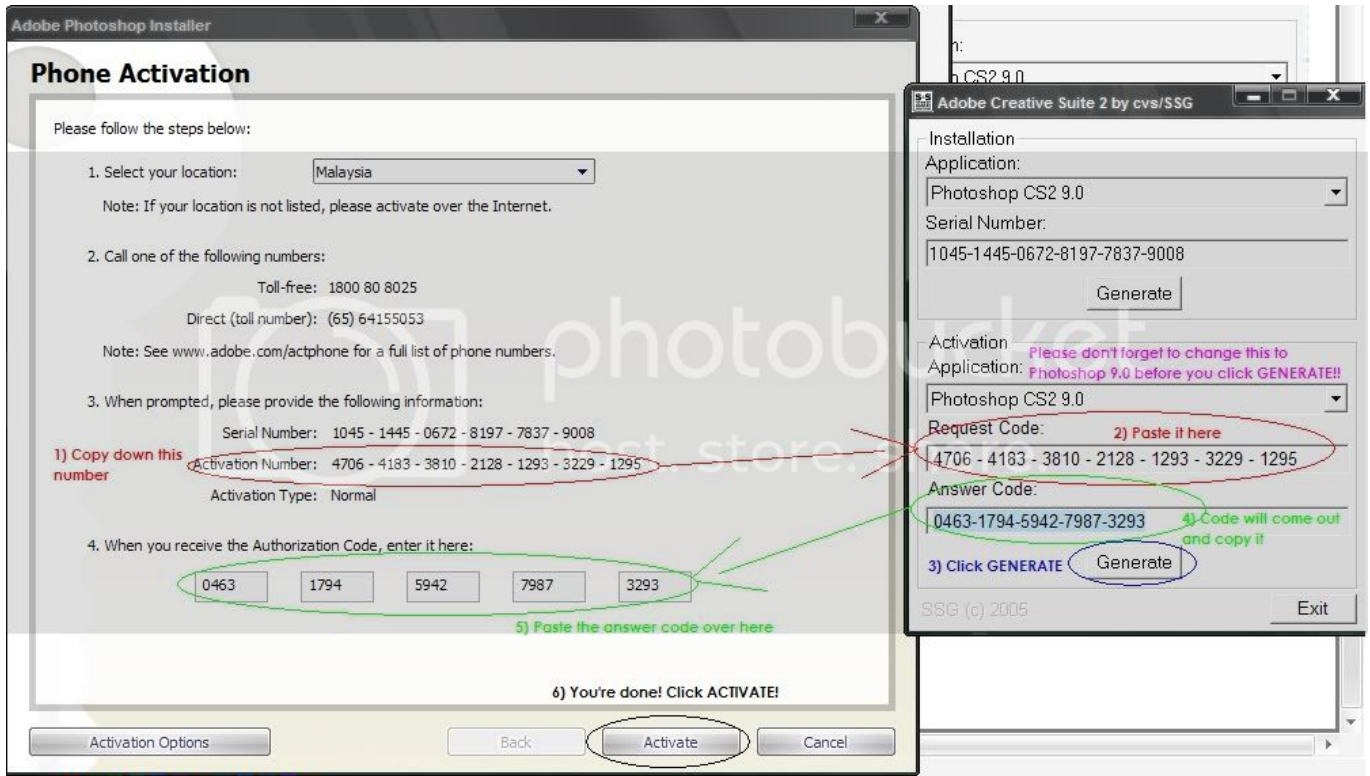 Adobe Photoshop Installer
Phone Activation
Please follow the steps below:
1. Select your location: Malaysia
Note: If your location is not listed, please activate over the Internet.
2. Call one of the following numbers:
Toll-free: 1800 80 8025
Direct (toll number): (65) 64155053
Note: See www.adobe.com/actphone for a full list of phone numbers.
3. When prompted, please provide the following information:
Serial Number: 1045 - 1445 - 0672 - 8197 - 7837 - 9008
1) Copy down this
number
Activation Number: 4706 - 4183 - 3810 - 2128 - 1293 - 3229 - 1295
Activation Type: Normal
4. When you receive the Authorization Code, enter it here:
0463 1794 5942 7987 3293
5) Paste the answer code over here
6) You're done! Click ACTIVATE!
Activation Options Back Activate Cancel
n:
p CS2 9.0
Adobe Creative Suite 2 by cvs/SSG
Installation
Application:
Photoshop CS2 9.0
Serial Number:
1045-1445-0672-8197-7837-9008
Generate
Activation
Please don't forget to change this to
Application: Photoshop 9.0 before you click GENERATE!!
Photoshop CS2 9.0
Request Code: 2) Paste it here
4706 - 4183 - 3810 - 2128 - 1293 - 3229 - 1295
Answer Code:
0463-1794-5942-7987-3293
4) Code will come out
and copy it
3) Click GENERATE Generate
SSG (c) 2005 Exit
photobucket
host. store. share.